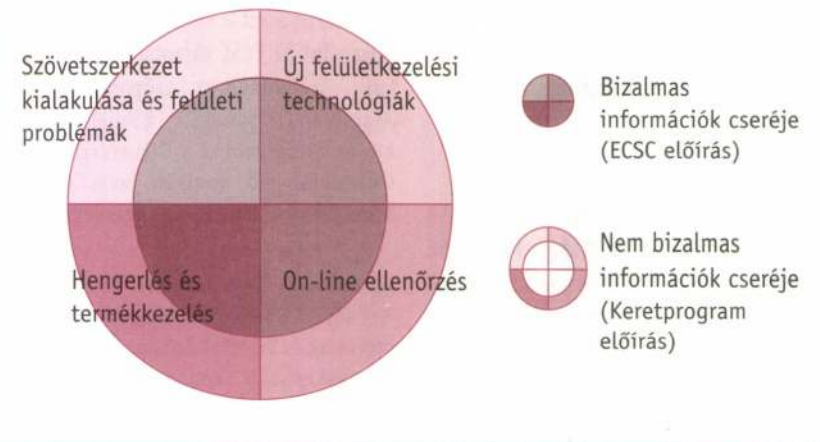 Szövetszerkezet
kialakulása és felületi
problémák
Új felületkezelési
technológiák
Hengerlés és
termékkezelés
On-line ellenőrzés
Bizalmas
információk cseréje
(ECSC előírás)
Nem bizalmas
információk cseréje
(Keretprogram
előírás)